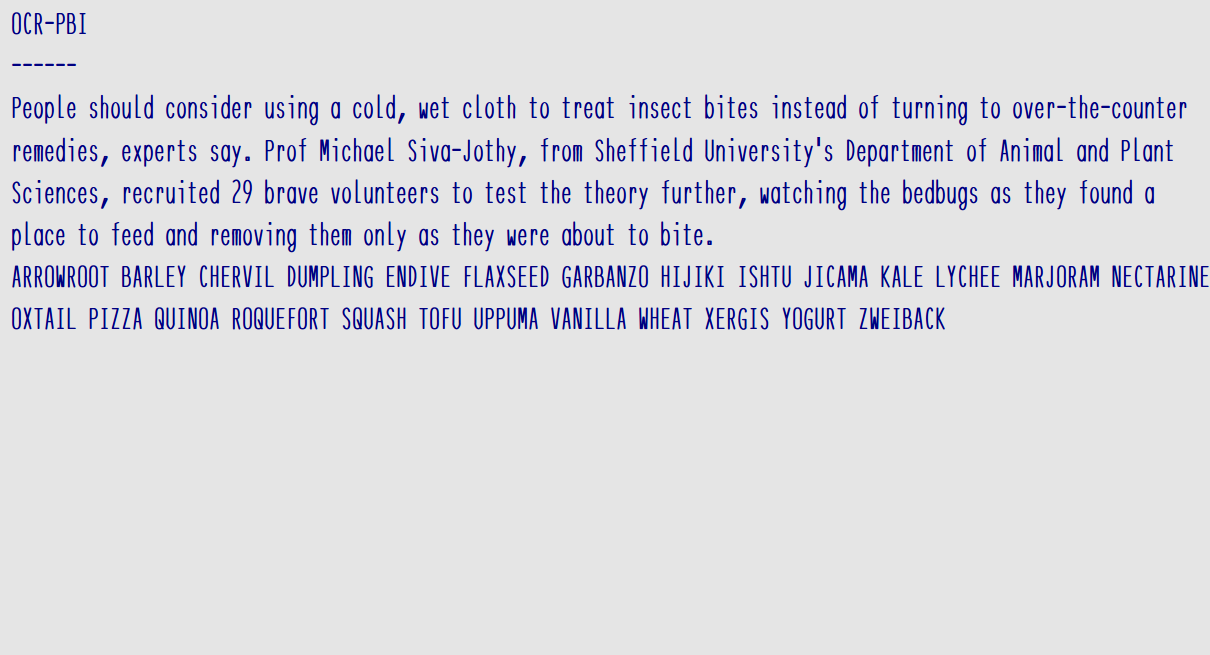 OCR-PBI
------
People should consider using a cold, wet cloth to treat insect bites instead of turning to over-the-counter
remedies, experts say. Prof Michael Siva-Jothy, from Sheffield University's Department of Animal and Plant
Sciences, recruited 29 brave volunteers to test the theory further, watching the bedbugs as they found a
place to feed and removing them only as they were about to bite.
ARROWROOT BARLEY CHERVIL DUMPLING ENDIVE FLAXSEED GARBANZO HIJIKI ISHTU JICAMA KALE LYCHEE MARJORAM NECTARINE
OXTAIL PIZZA QUINOA ROQUEFORT SQUASH TOFU UPPUMA VANILLA WHEAT XERGIS YOGURT ZWEIBACK